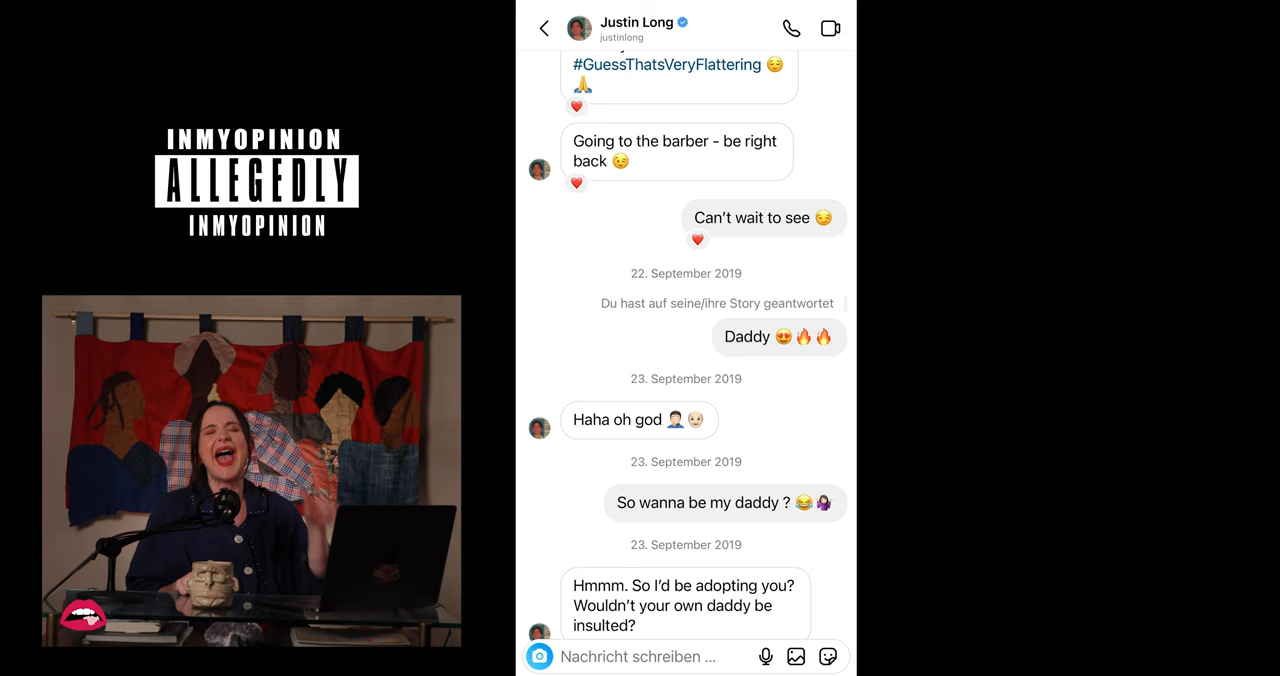 INMYOPINION
ALLEGEDLY
INMYOPINION
Justin Long
justinlong
#GuessThatsVeryFlattering 😌
🙏
Going to the barber - be right
back 😉
Can’t wait to see 😏
22. September 2019
Du hast auf seine/ihre Story geantwortet
Daddy 😍🔥🔥
23. September 2019
Haha oh god 🤦🏻‍♂️👴🏻
23. September 2019
So wanna be my daddy ? 😂🤷🏻‍♀️
23. September 2019
Hmmm. So I’d be adopting you?
Wouldn’t your own daddy be
insulted?
Nachricht schreiben ...